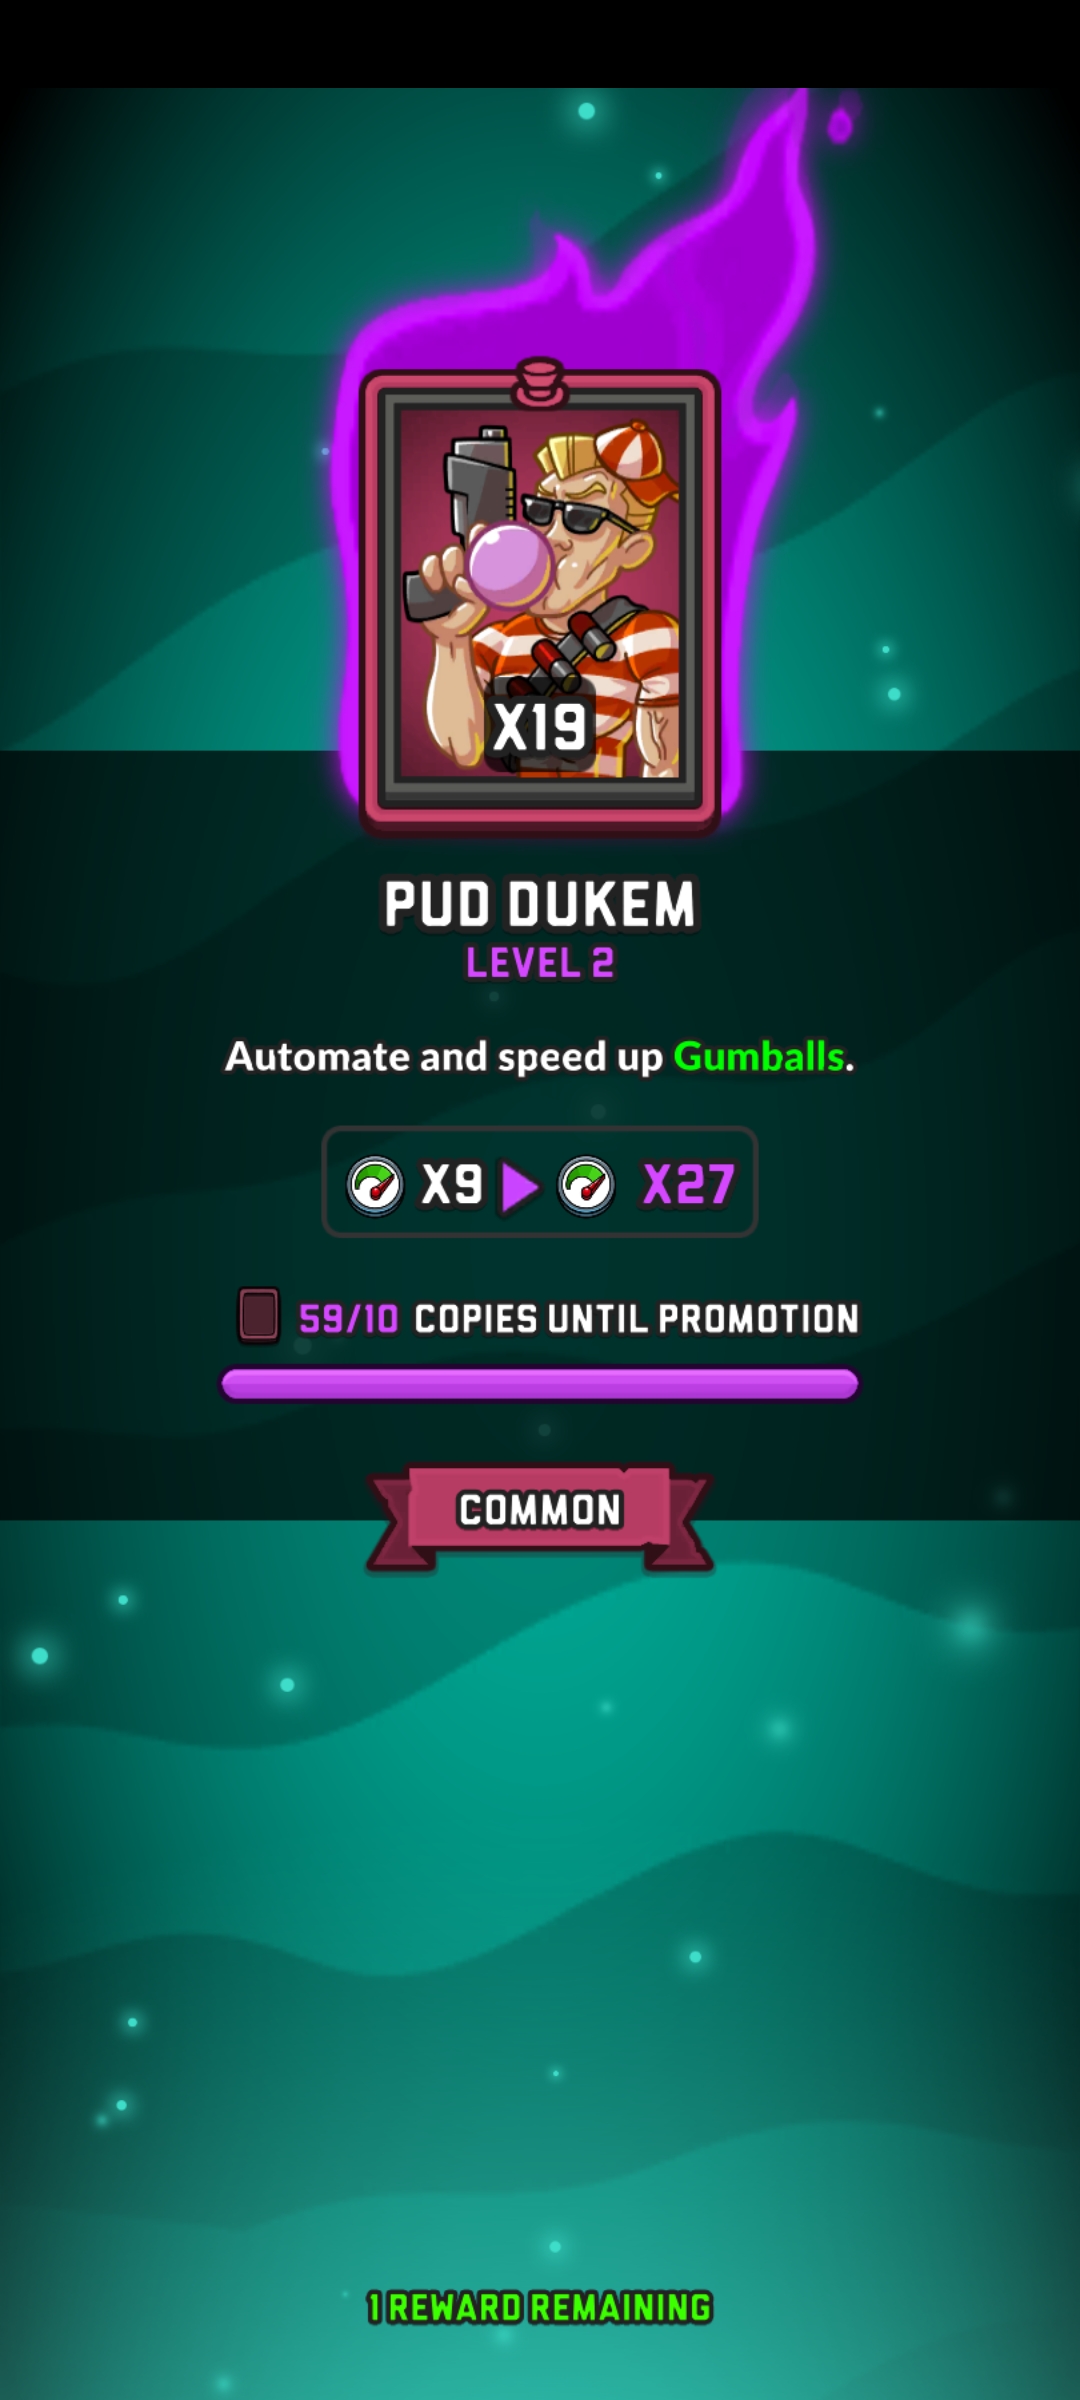 X19
PUD DUKEM
LEVEL 2
Automate and speed up Gumballs.
X9 X27
59/10 COPIES UNTIL PROMOTION
COMMON
1 REWARD REMAINING